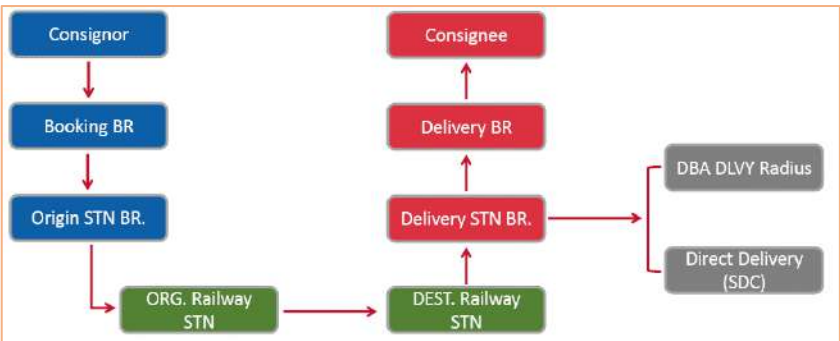 Consignor
Booking BR
Origin STN BR.
ORG. Railway
STN
DEST. Railway
STN
Delivery STN BR.
Delivery BR
Consignee
DBA DLVY Radius
Direct Delivery
(SDC)